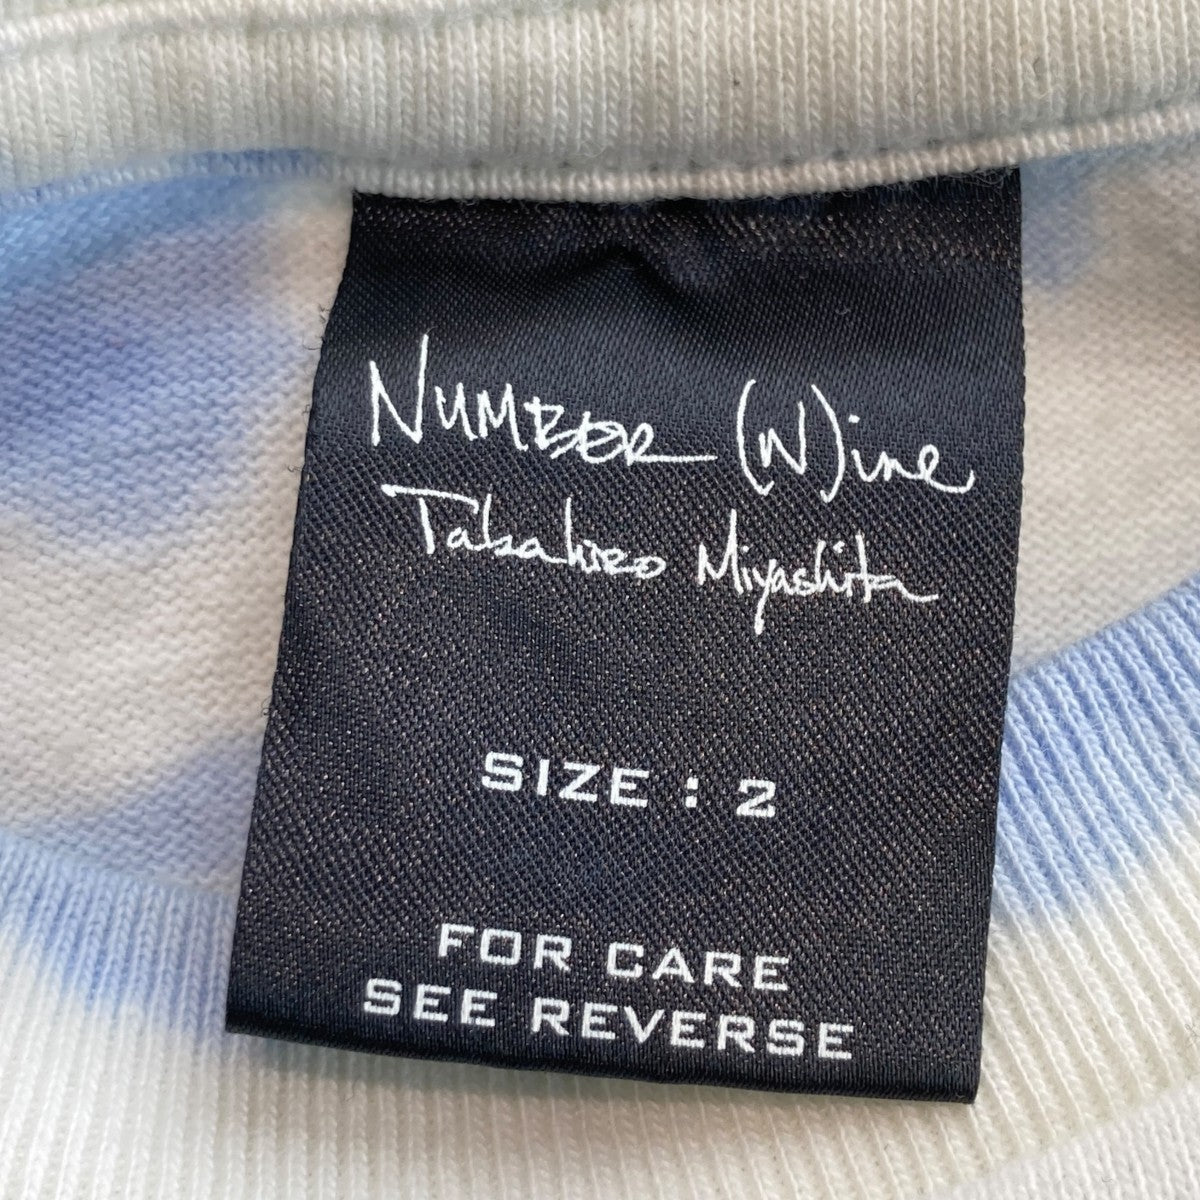 NUMBER (N)ine
Takahiro Miyashita
SIZE : 2
FOR CARE
SEE REVERSE